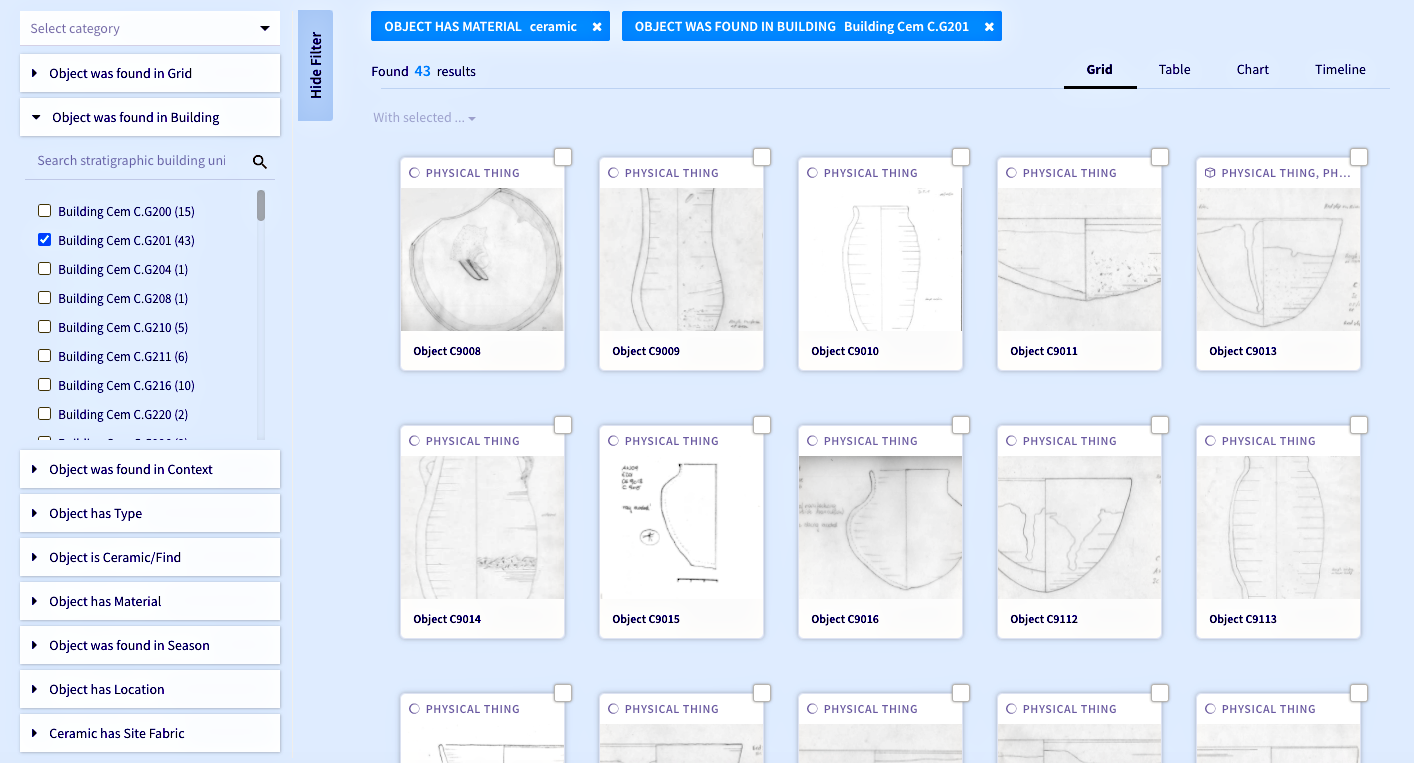 Select category
Object was found in Grid
Object was found in Building
Search stratigraphic building uni
Building Cem C.G200 (15)
Building Cem C.G201 (43)
Building Cem C.G204 (1)
Building Cem C.G208 (1)
Building Cem C.G210 (5)
Building Cem C.G211 (6)
Building Cem C.G216 (10)
Building Cem C.G220 (2)
Object was found in Context
Object has Type
Object is Ceramic/Find
Object has Material
Object was found in Season
Object has Location
Ceramic has Site Fabric
Hide Filter
OBJECT HAS MATERIAL ceramic ×
OBJECT WAS FOUND IN BUILDING Building Cem C.G201 ×
Found 43 results
Grid Table Chart Timeline
With selected ...
PHYSICAL THING PHYSICAL THING PHYSICAL THING PHYSICAL THING PHYSICAL THING, PH...
Object C9008 Object C9009 Object C9010 Object C9011 Object C9013
PHYSICAL THING PHYSICAL THING PHYSICAL THING PHYSICAL THING PHYSICAL THING
Object C9014 Object C9015 Object C9016 Object C9112 Object C9113
PHYSICAL THING PHYSICAL THING PHYSICAL THING PHYSICAL THING PHYSICAL THING